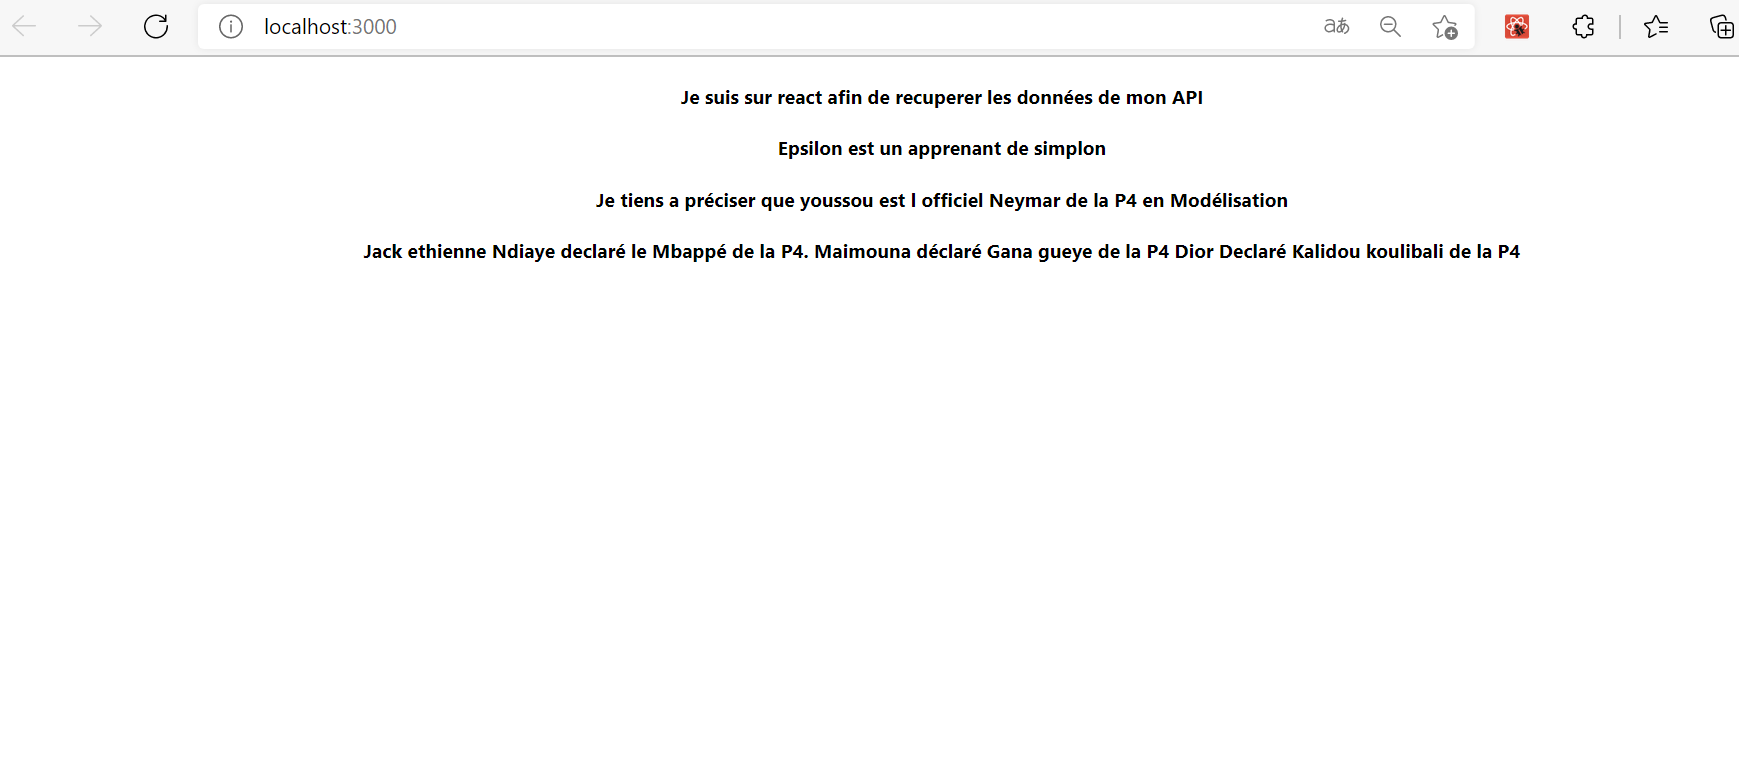 localhost:3000
aあ
Je suis sur react afin de recuperer les données de mon API
Epsilon est un apprenant de simplon
Je tiens a préciser que youssou est l officiel Neymar de la P4 en Modélisation
Jack ethienne Ndiaye declaré le Mbappé de la P4. Maimouna déclaré Gana gueye de la P4 Dior Declaré Kalidou koulibali de la P4